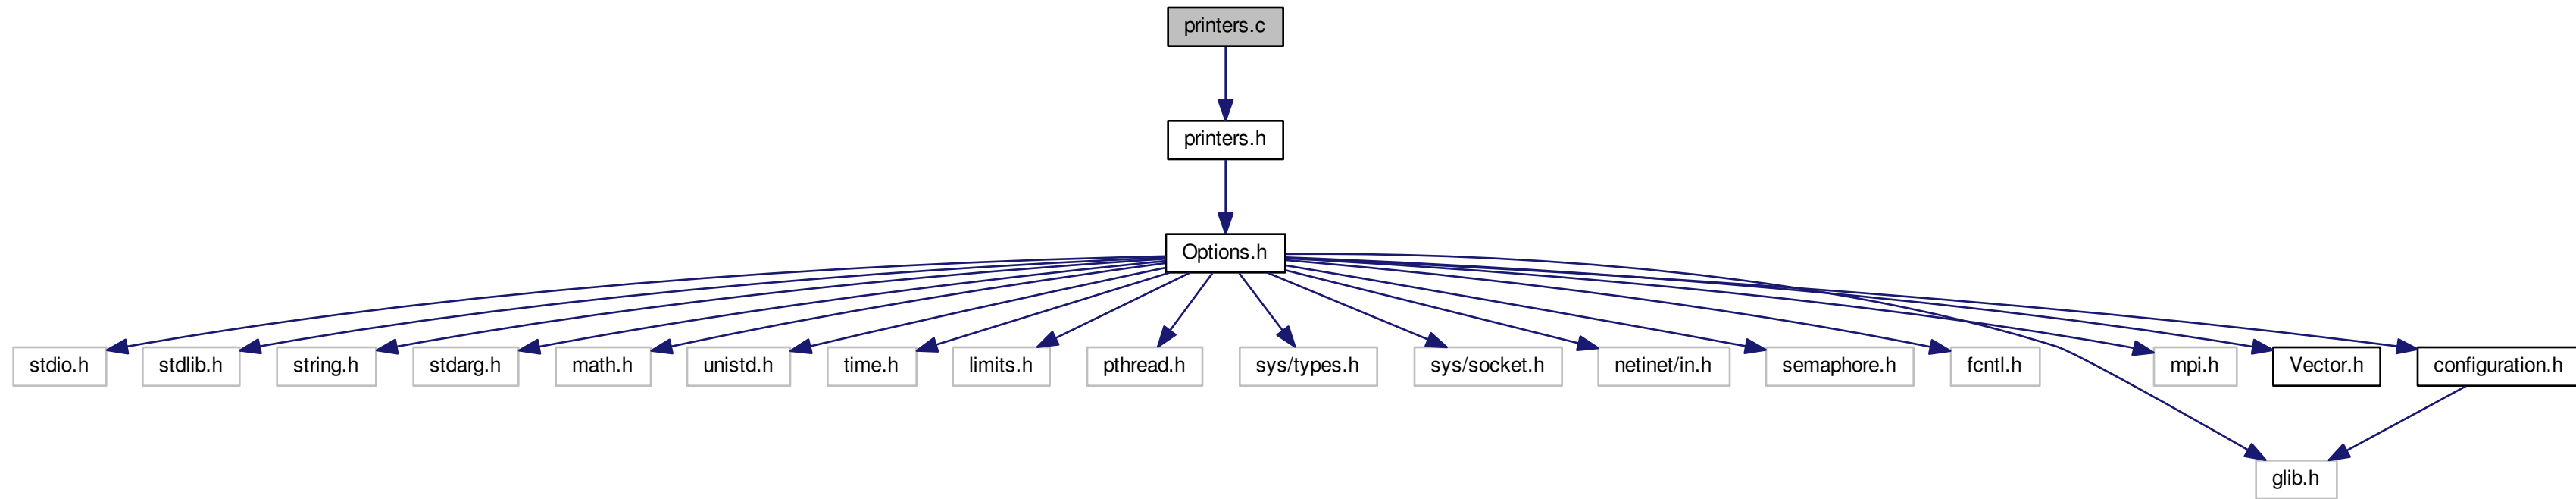 printers.c
printers.h
Options.h
stdio.h
stdlib.h
string.h
stdarg.h
math.h
unistd.h
time.h
limits.h
pthread.h
sys/types.h
sys/socket.h
netinet/in.h
semaphore.h
fcntl.h
mpi.h
Vector.h
configuration.h
glib.h